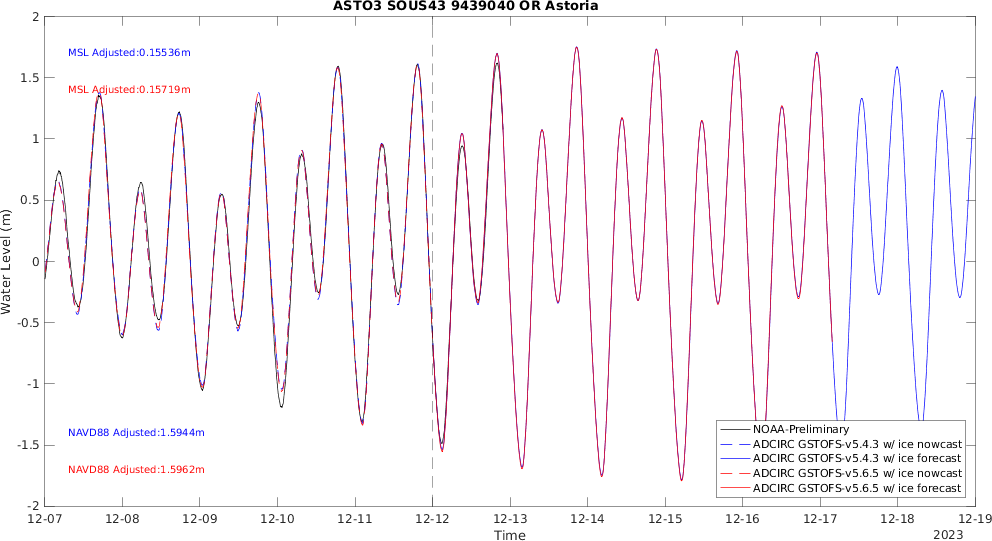 ASTO3 SOUS43 9439040 OR Astoria
2
1.5
1
0.5
0
-0.5
-1
-1.5
-2
Water Level (m)
MSL Adjusted:0.15536m
MSL Adjusted:0.15719m
NAVD88 Adjusted:1.5944m
NAVD88 Adjusted:1.5962m
NOAA-Preliminary
ADCIRC GSTOFS-v5.4.3 w/ ice nowcast
ADCIRC GSTOFS-v5.4.3 w/ ice forecast
ADCIRC GSTOFS-v5.6.5 w/ ice nowcast
ADCIRC GSTOFS-v5.6.5 w/ ice forecast
12-07 12-08 12-09 12-10 12-11 12-12 12-13 12-14 12-15 12-16 12-17 12-18 12-19
Time
2023